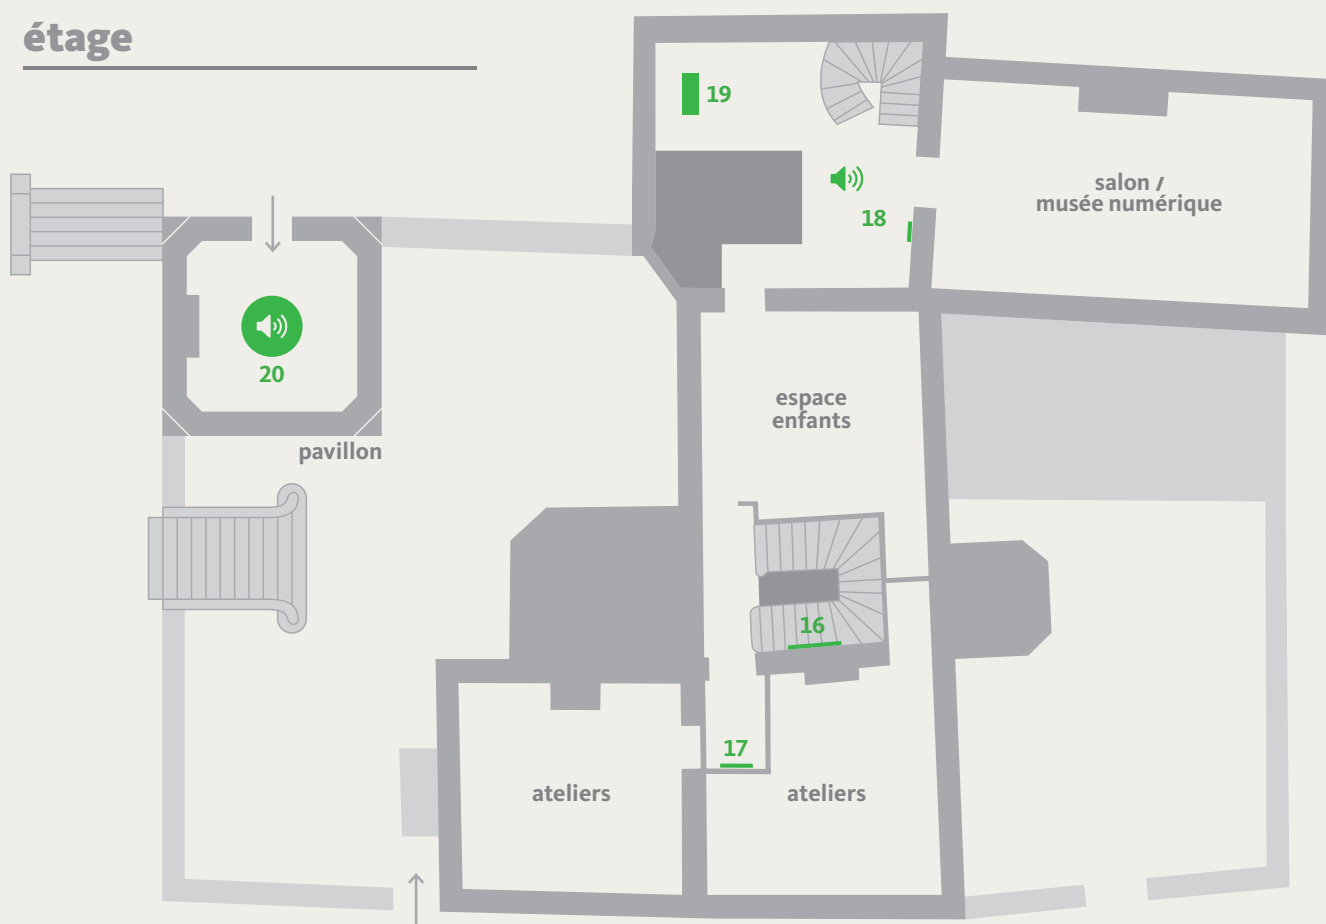 étage
19
salon /
musée numérique
18
20
espace
enfants
pavillon
16
17
ateliers
ateliers